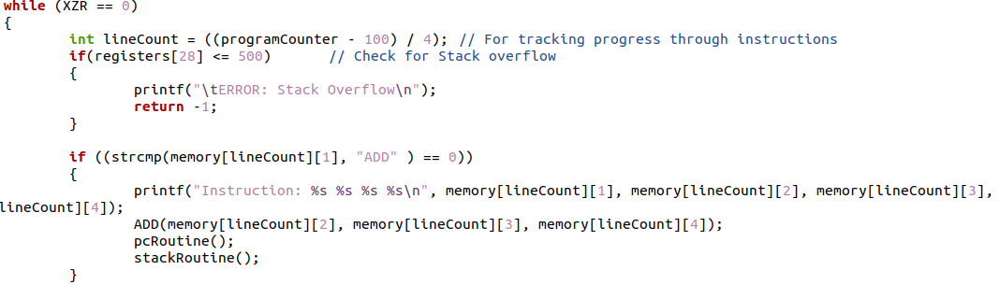 while (XZR == 0)
{
int lineCount = ((programCounter - 100) / 4); // For tracking progress through instructions
if(registers[28] <= 500) // Check for Stack overflow
{
printf("\tERROR: Stack Overflow\n");
return -1;
}
if ((strcmp(memory[lineCount][1], "ADD" ) == 0))
{
printf("Instruction: %s %s %s %s\n", memory[lineCount][1], memory[lineCount][2], memory[lineCount][3],
lineCount][4]);
ADD(memory[lineCount][2], memory[lineCount][3], memory[lineCount][4]);
pcRoutine();
stackRoutine();
}